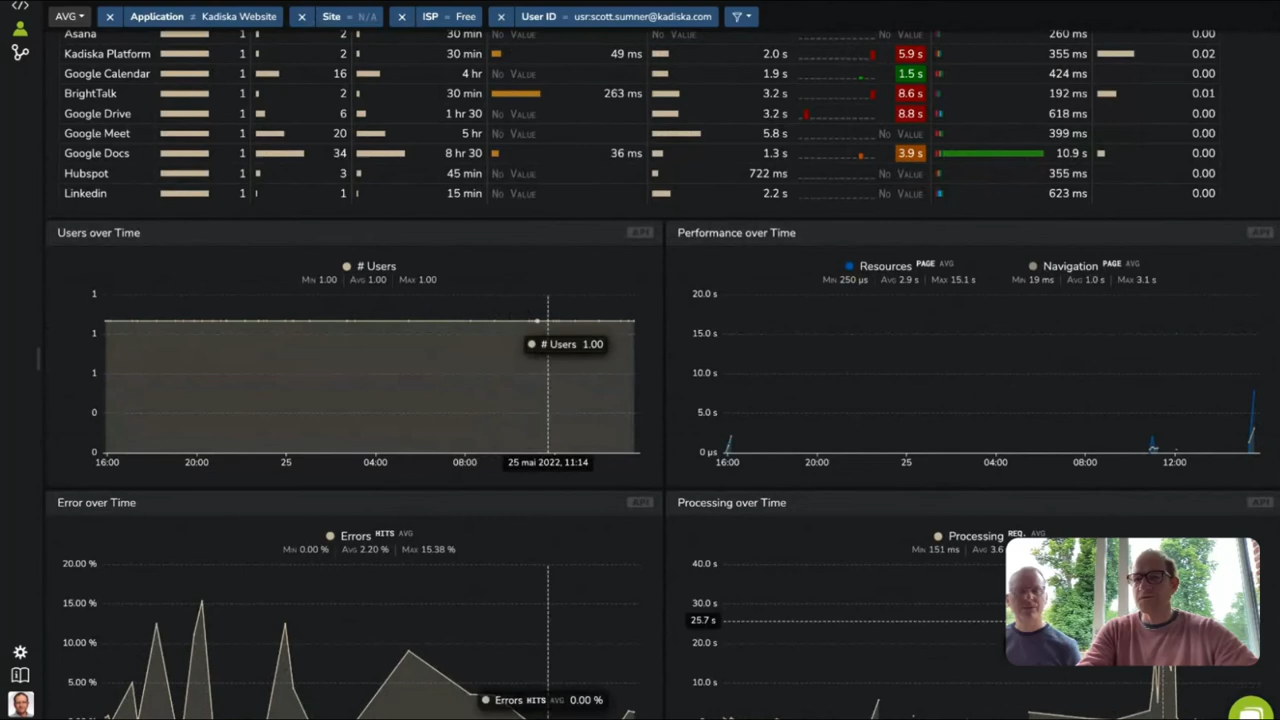 AVG ▾ × Application ≠ Kadiska Website × Site = N/A × ISP = Free × User ID = usr:scott.sumner@kadiska.com
Asana 1 2 30 min No Value No Value 260 ms 0.00
Kadiska Platform 1 2 30 min 49 ms 2.0 s 5.9 s 355 ms 0.02
Google Calendar 1 16 4 hr No Value 1.9 s 1.5 s 424 ms 0.00
BrightTalk 1 2 30 min 263 ms 3.2 s 8.6 s 192 ms 0.01
Google Drive 1 6 1 hr 30 No Value 3.2 s 8.8 s 618 ms 0.00
Google Meet 1 20 5 hr No Value 5.8 s No Value 399 ms 0.00
Google Docs 1 34 8 hr 30 36 ms 1.3 s 3.9 s 10.9 s 0.00
Hubspot 1 3 45 min No Value 722 ms No Value 355 ms 0.00
Linkedin 1 1 15 min No Value 2.2 s No Value 623 ms 0.00
Users over Time API
# Users
Min 1.00 Avg 1.00 Max 1.00
1
1
1
0
0
# Users 1.00
16:00 20:00 25 04:00 08:00 25 mai 2022, 11:14
Performance over Time API
Resources PAGE AVG Navigation PAGE AVG
Min 250 µs Avg 2.9 s Max 15.1 s Min 19 ms Avg 1.0 s Max 3.1 s
20.0 s
15.0 s
10.0 s
5.0 s
0 µs
16:00 20:00 25 04:00 08:00 12:00
Error over Time API
Errors HITS AVG
Min 0.00 % Avg 2.20 % Max 15.38 %
20.00 %
15.00 %
10.00 %
5.00 %
Errors HITS AVG 0.00 %
Processing over Time API
Processing REQ. AVG
Min 151 ms Avg 3.6
40.0 s
30.0 s
25.7 s
20.0 s
10.0 s